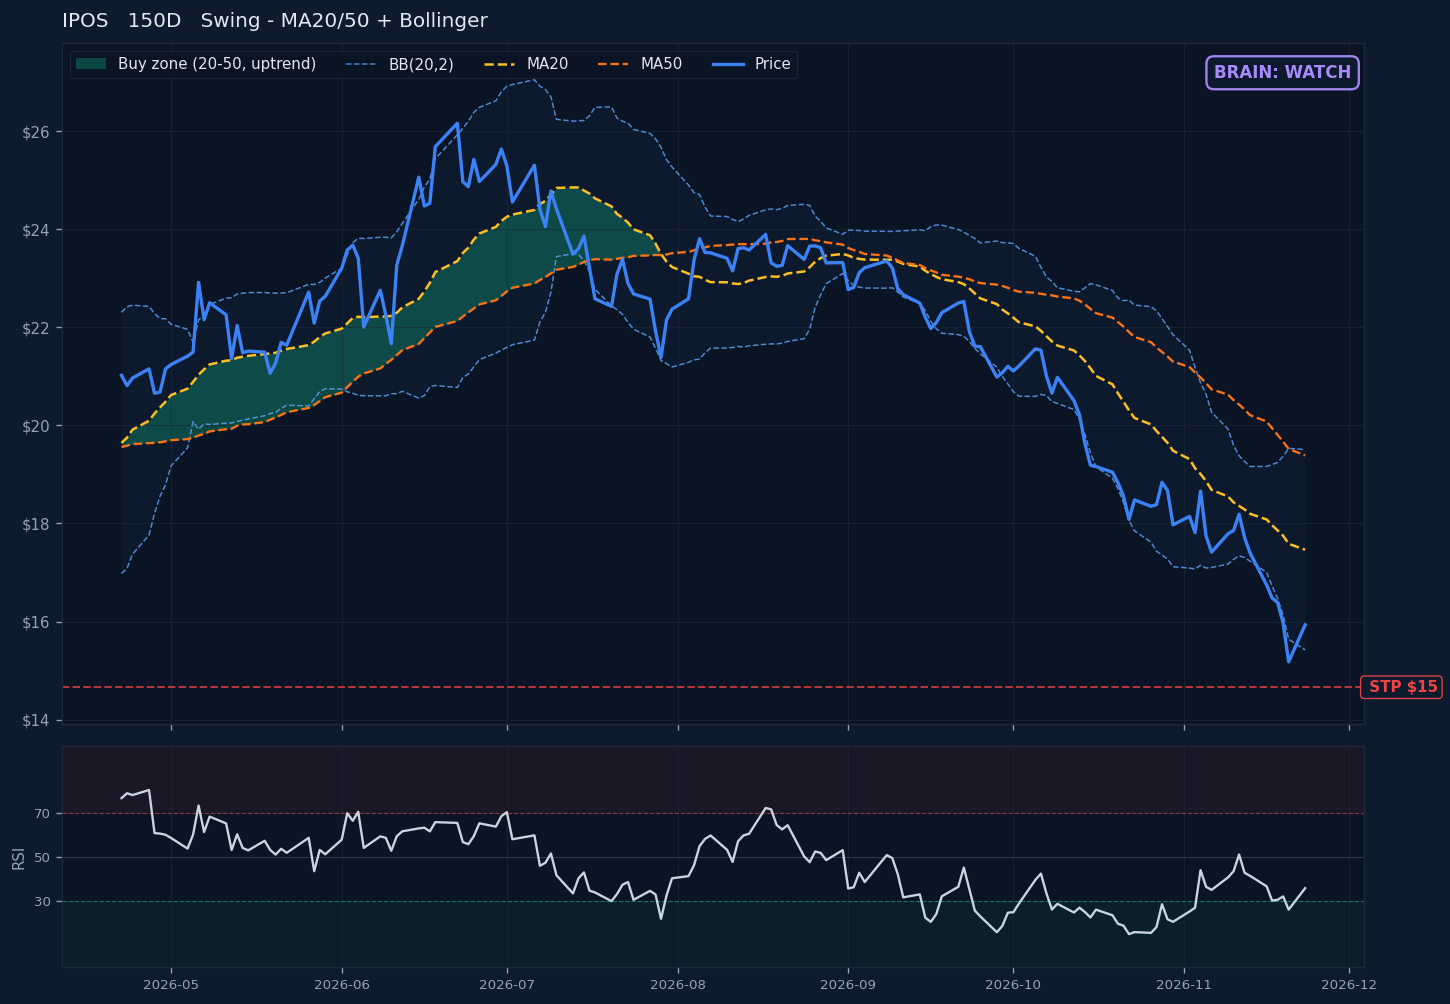 IPOS   150D   Swing - MA20/50 + Bollinger
Buy zone (20-50, uptrend)   BB(20,2)   MA20   MA50   Price
BRAIN: WATCH
$26
$24
$22
$20
$18
$16
STP $15
$14
70
50
30
RSI
2026-05   2026-06   2026-07   2026-08   2026-09   2026-10   2026-11   2026-12